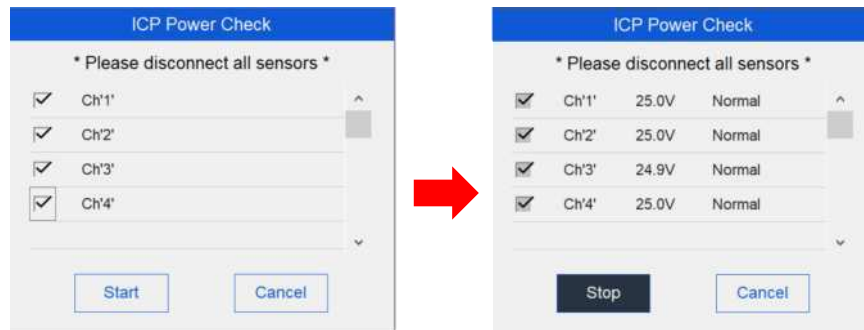 ICP Power Check
* Please disconnect all sensors *
Ch'1'
Ch'2'
Ch'3'
Ch'4'
Start Cancel
ICP Power Check
* Please disconnect all sensors *
Ch'1' 25.0V Normal
Ch'2' 25.0V Normal
Ch'3' 24.9V Normal
Ch'4' 25.0V Normal
Stop Cancel